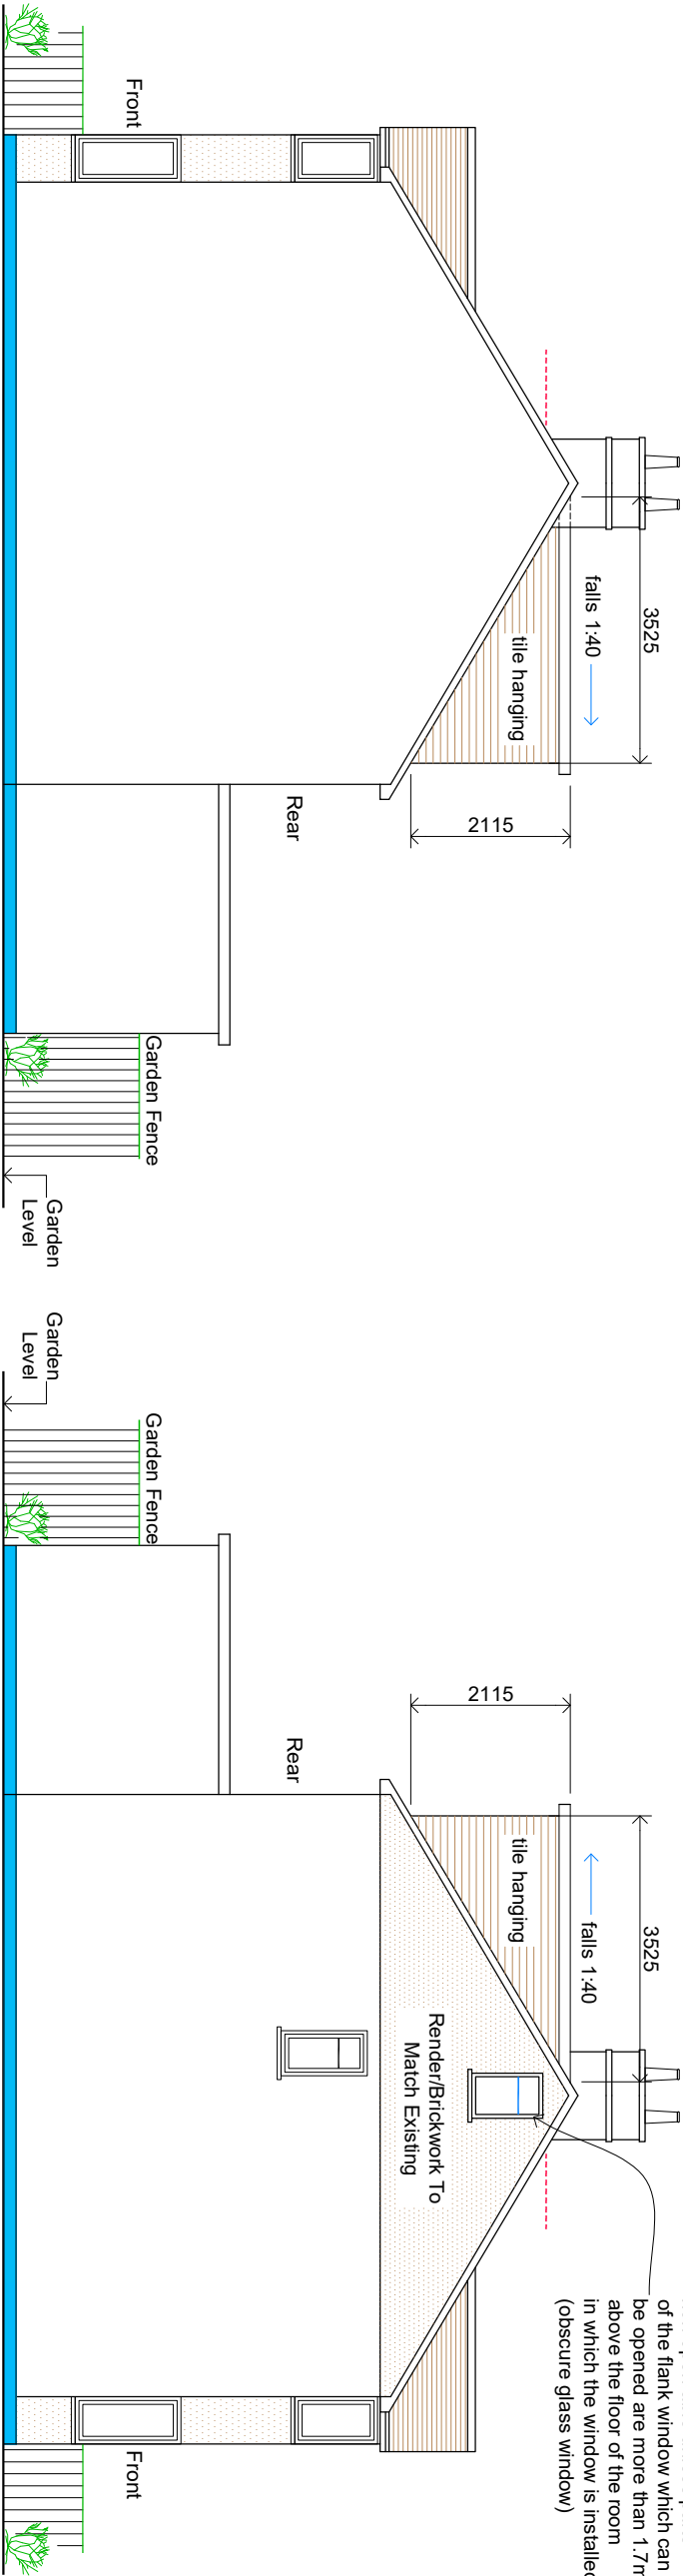 Front
3525
falls 1:40
tile hanging
2115
Rear
Garden Fence
Garden
Level
Garden
Level
Garden Fence
2115
Rear
3525
falls 1:40
tile hanging
Render/Brickwork To
Match Existing
of the flank window which can
be opened are more than 1.7m
above the floor of the room
in which the window is installed
(obscure glass window)
Front